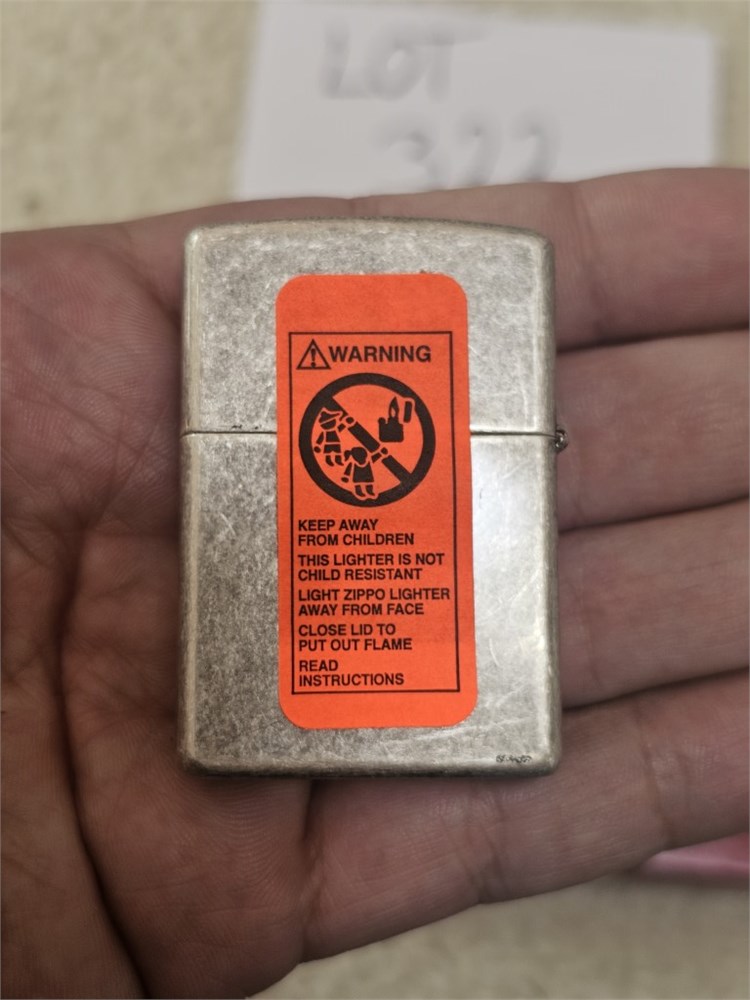 LOT
322
WARNING
KEEP AWAY
FROM CHILDREN
THIS LIGHTER IS NOT
CHILD RESISTANT
LIGHT ZIPPO LIGHTER
AWAY FROM FACE
CLOSE LID TO
PUT OUT FLAME
READ
INSTRUCTIONS